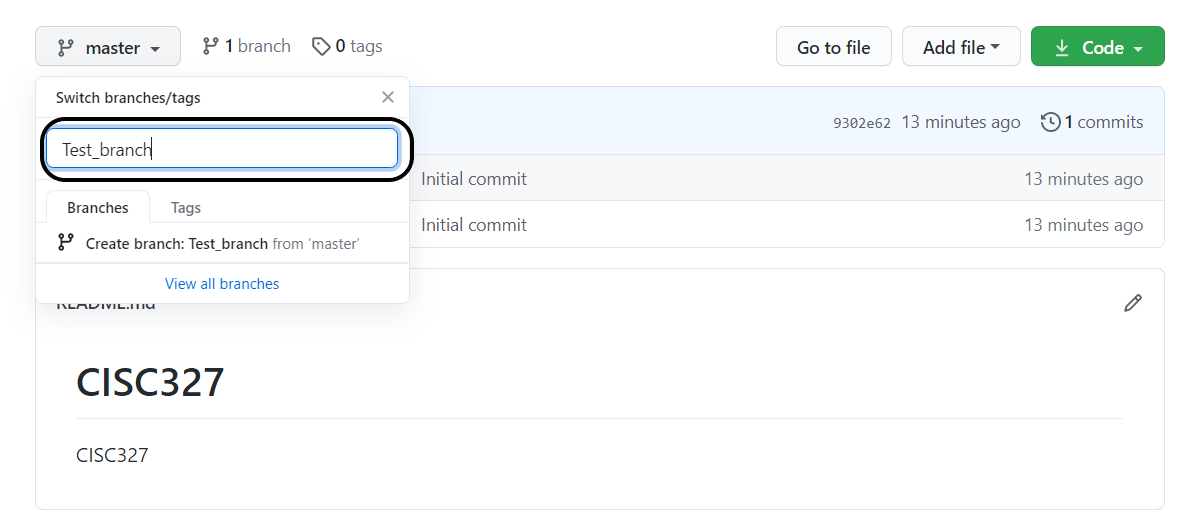 master 1 branch 0 tags Go to file Add file Code
Switch branches/tags
9302e62 13 minutes ago 1 commits
Test_branch
Initial commit 13 minutes ago
Branches Tags
Initial commit 13 minutes ago
Create branch: Test_branch from ‘master’
View all branches
README.md
CISC327
CISC327